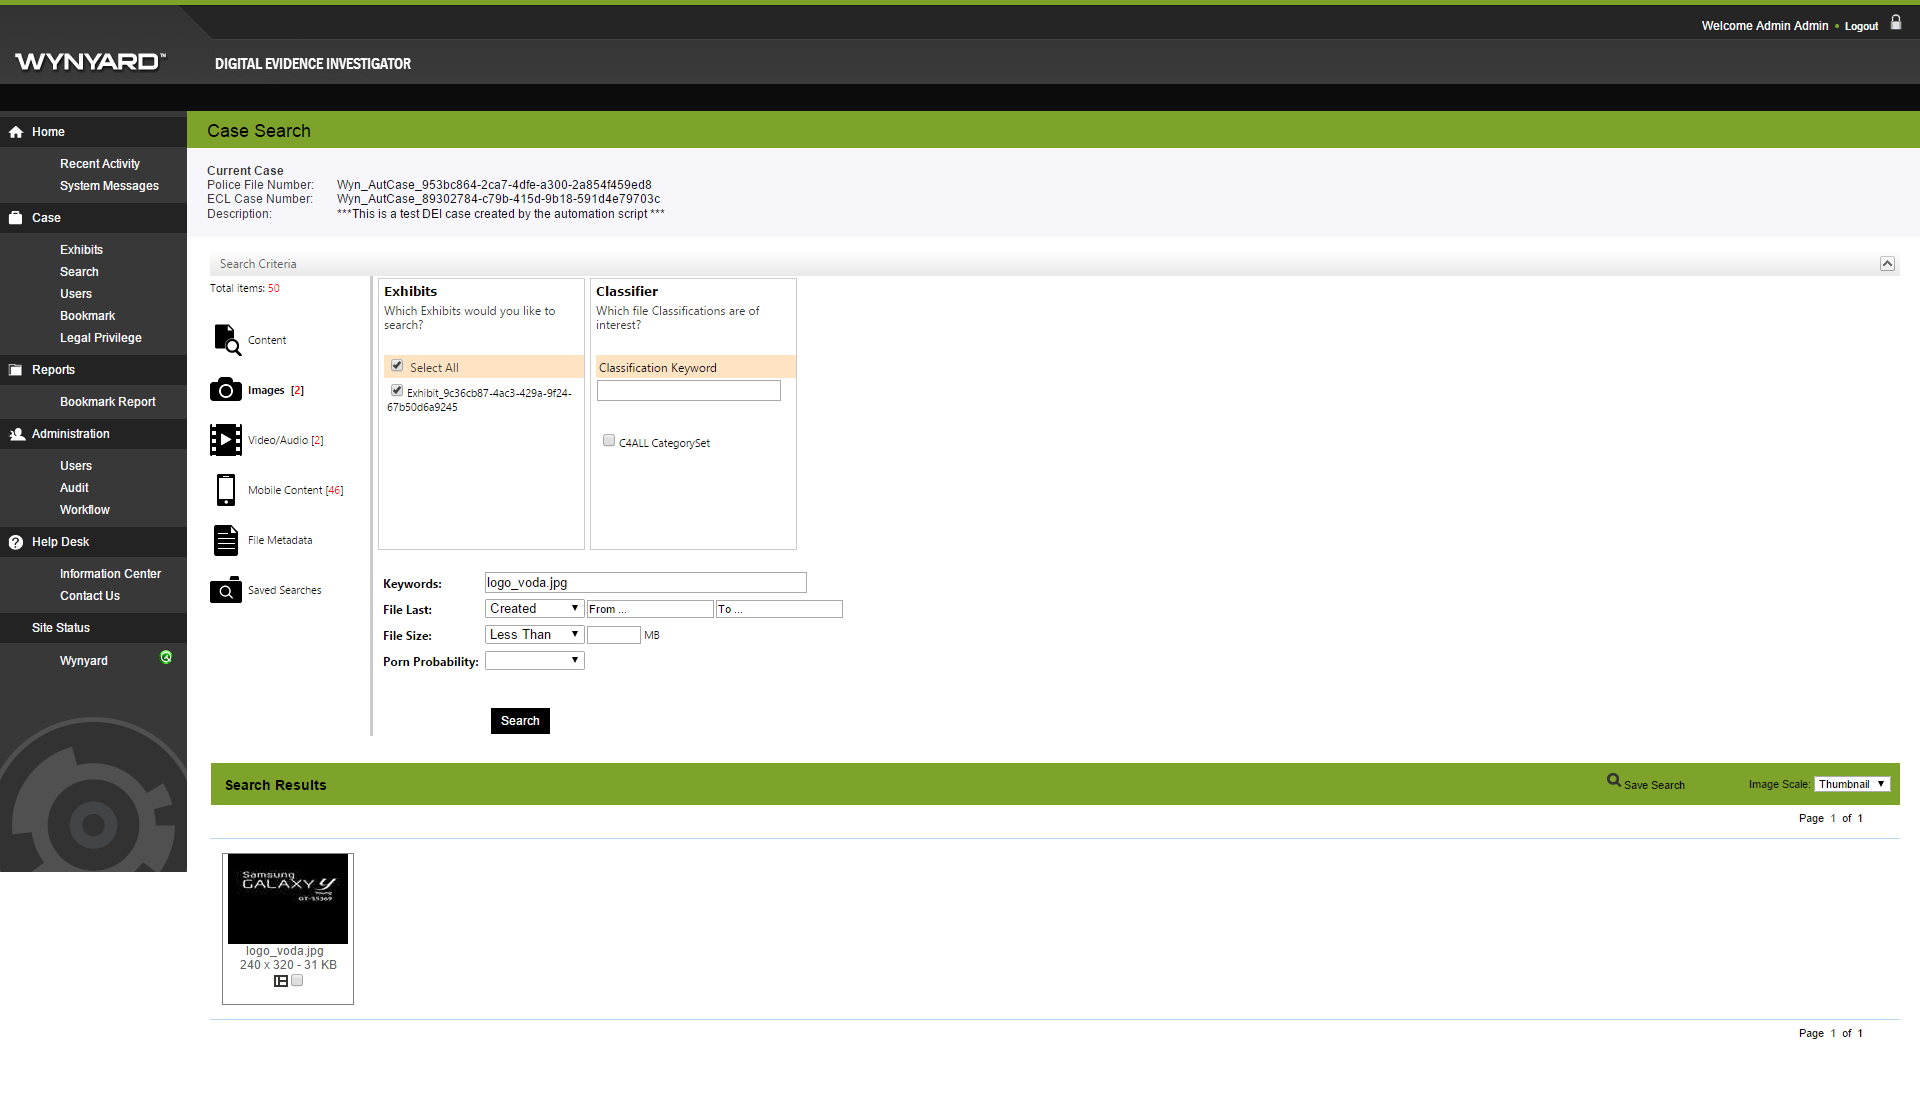 Welcome Admin Admin • Logout
WYNYARD™
DIGITAL EVIDENCE INVESTIGATOR
Home
Recent Activity
System Messages
Case
Exhibits
Search
Users
Bookmark
Legal Privilege
Reports
Bookmark Report
Administration
Users
Audit
Workflow
Help Desk
Information Center
Contact Us
Site Status
Wynyard
Case Search
Current Case
Police File Number: Wyn_AutCase_953bc864-2ca7-4dfe-a300-2a854f459ed8
ECL Case Number: Wyn_AutCase_89302784-c79b-415d-9b18-591d4e79703c
Description: ***This is a test DEI case created by the automation script ***
Search Criteria
Total items: 50
Content
Images [2]
Video/Audio [2]
Mobile Content [46]
File Metadata
Saved Searches
Exhibits
Which Exhibits would you like to
search?
Select All
Exhibit_9c36cb87-4ac3-429a-9f24-
67b50d6a9245
Classifier
Which file Classifications are of
interest?
Classification Keyword
C4ALL CategorySet
Keywords: logo_voda.jpg
File Last: Created From ... To ...
File Size: Less Than MB
Porn Probability:
Search
Search Results
Save Search
Image Scale: Thumbnail
Page 1 of 1
Samsung
GALAXY y
Young
GT-S5369
logo_voda.jpg
240 x 320 - 31 KB
Page 1 of 1